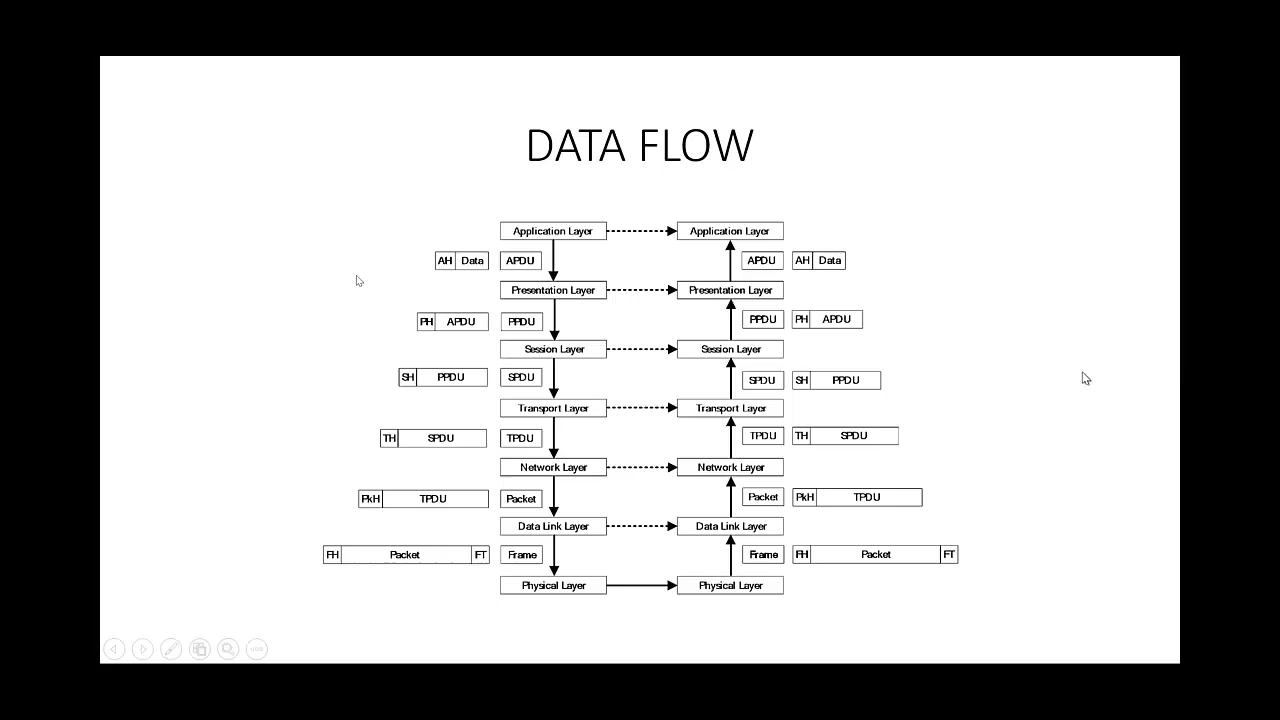 DATA FLOW
Application Layer Application Layer
AH Data APDU APDU AH Data
Presentation Layer Presentation Layer
PH APDU PPDU PPDU PH APDU
Session Layer Session Layer
SH PPDU SPDU SPDU SH PPDU
Transport Layer Transport Layer
TH SPDU TPDU TPDU TH SPDU
Network Layer Network Layer
PkH TPDU Packet Packet PkH TPDU
Data Link Layer Data Link Layer
FH Packet FT Frame Frame FH Packet FT
Physical Layer Physical Layer